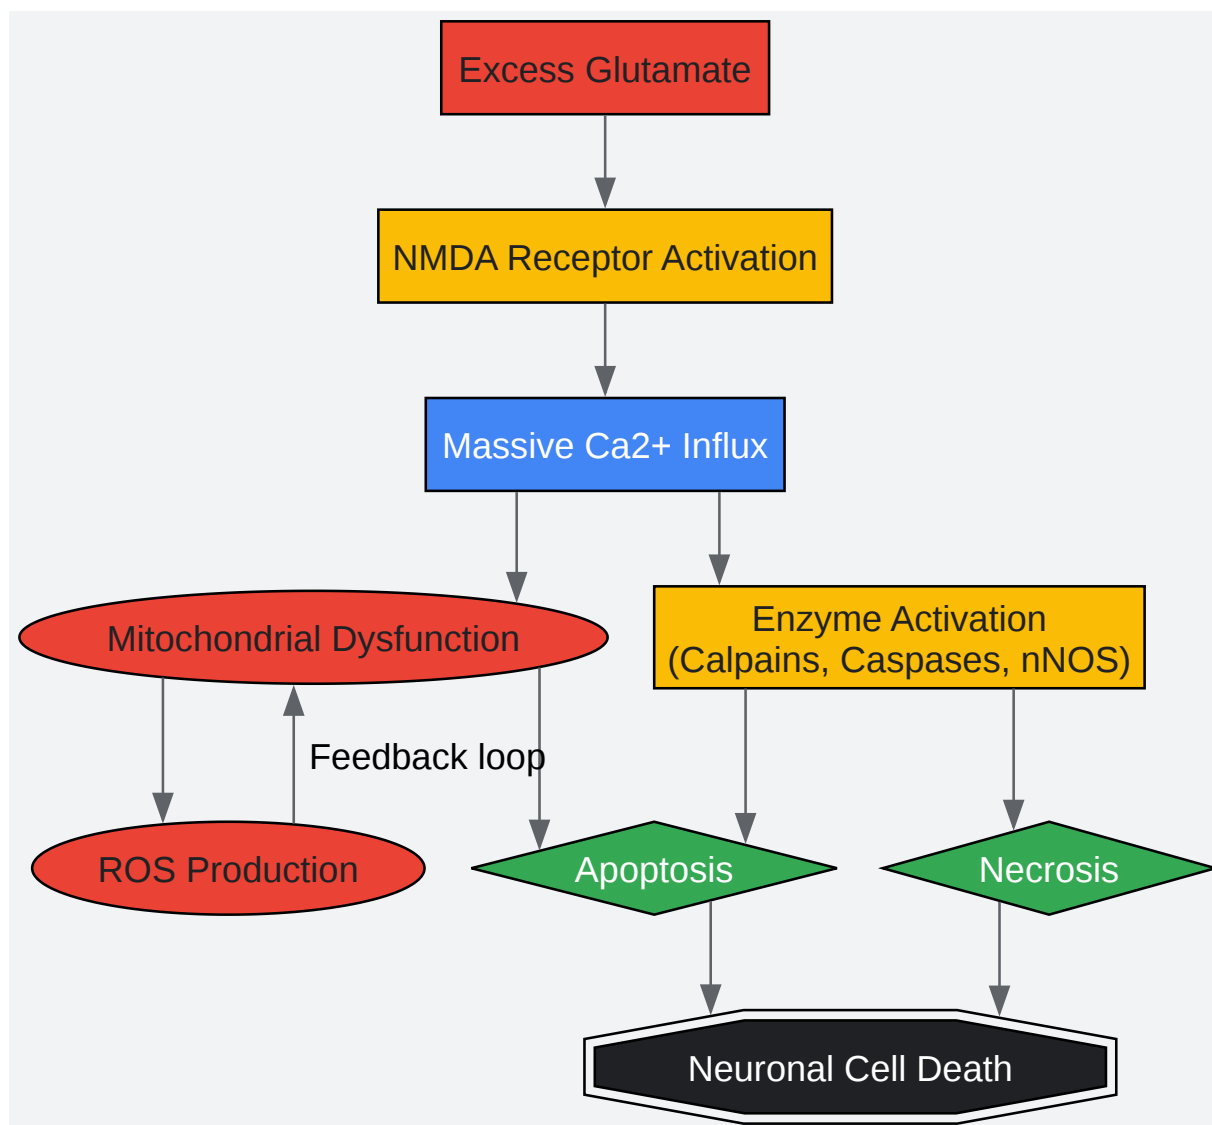 Excess Glutamate
NMDA Receptor Activation
Massive Ca2+ Influx
Mitochondrial Dysfunction
Enzyme Activation
(Calpains, Caspases, nNOS)
Feedback loop
ROS Production
Apoptosis
Necrosis
Neuronal Cell Death